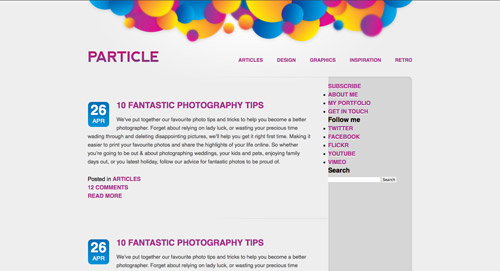 PARTICLE
ARTICLES DESIGN GRAPHICS INSPIRATION RETRO
26
APR
10 FANTASTIC PHOTOGRAPHY TIPS
We've put together our favourite photo tips and tricks to help you become a better
photographer. Forget about relying on lady luck, or wasting your precious time
wading through and deleting disappointing pictures, we'll help you get it right first time. Making it
easier to print your favourite photos and share the highlights of your life online. So whether
you're going to be out & about photographing weddings, your kids and pets, enjoying family
days out, or you latest holiday, follow our advice for fantastic photos to be proud of.
Posted in ARTICLES
12 COMMENTS
READ MORE
SUBSCRIBE
ABOUT ME
MY PORTFOLIO
GET IN TOUCH
Follow me
TWITTER
FACEBOOK
FLICKR
YOUTUBE
VIMEO
Search
Search
26
APR
10 FANTASTIC PHOTOGRAPHY TIPS
We've put together our favourite photo tips and tricks to help you become a better
photographer. Forget about relying on lady luck, or wasting your precious time